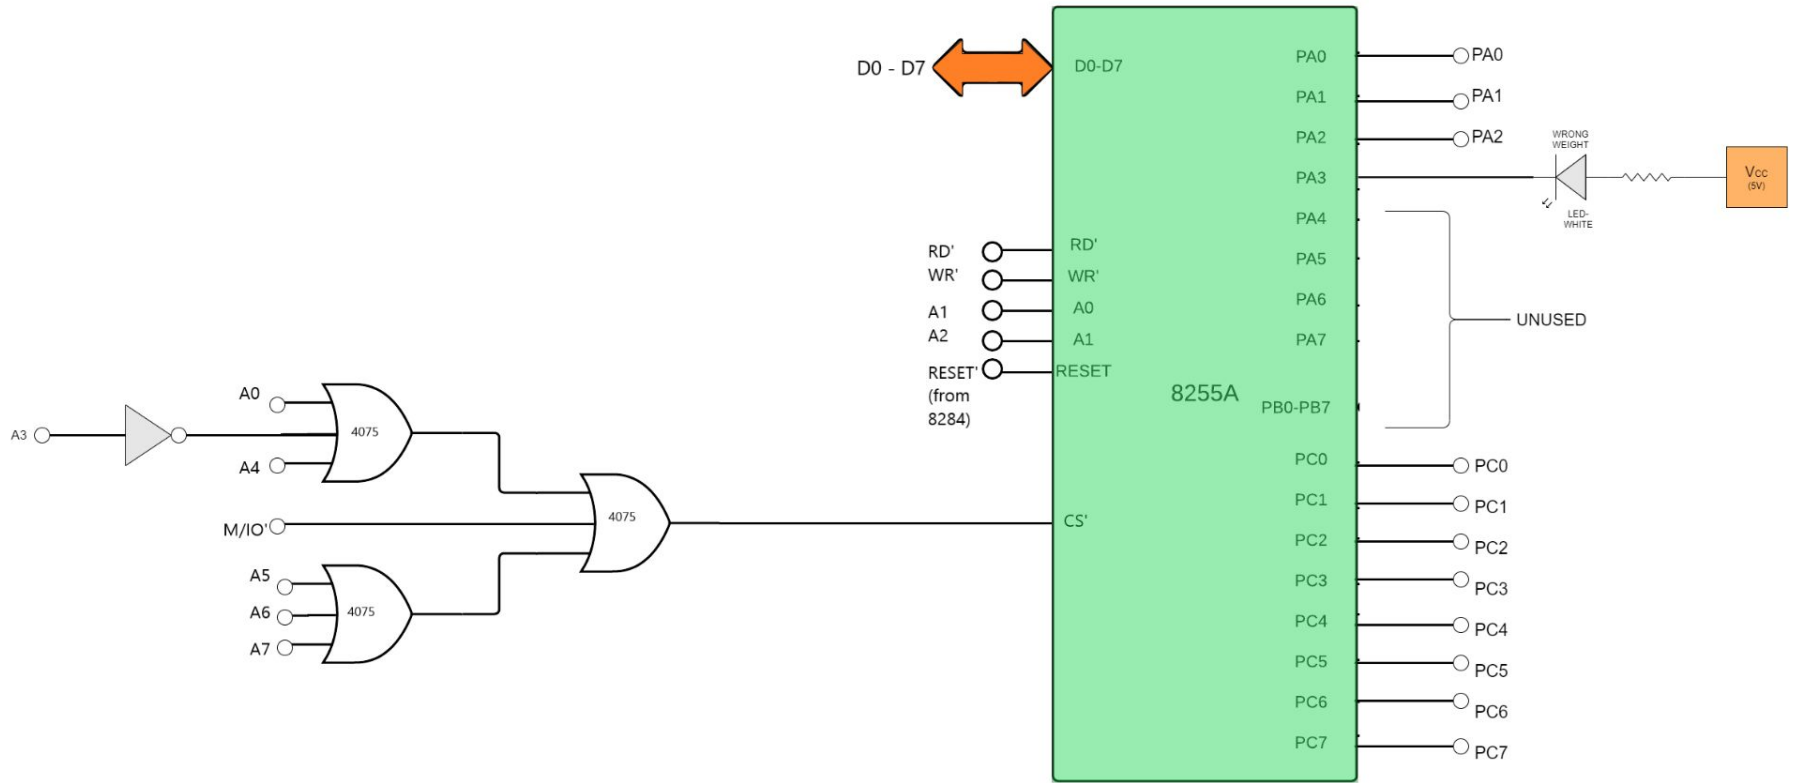 D0 - D7
D0-D7
PA0
PA0
PA1
PA1
PA2
PA2
WRONG
WEIGHT
PA3
Vcc
(5V)
LED-
WHITE
PA4
RD'
RD'
PA5
WR'
WR'
PA6
A1
A0
UNUSED
A2
A1
PA7
RESET'
(from
8284)
RESET
8255A
PB0-PB7
A0
A3
4075
A4
PC0
PC0
PC1
PC1
M/IO'
4075
CS'
PC2
PC2
A5
PC3
PC3
A6
4075
A7
PC4
PC4
PC5
PC5
PC6
PC6
PC7
PC7